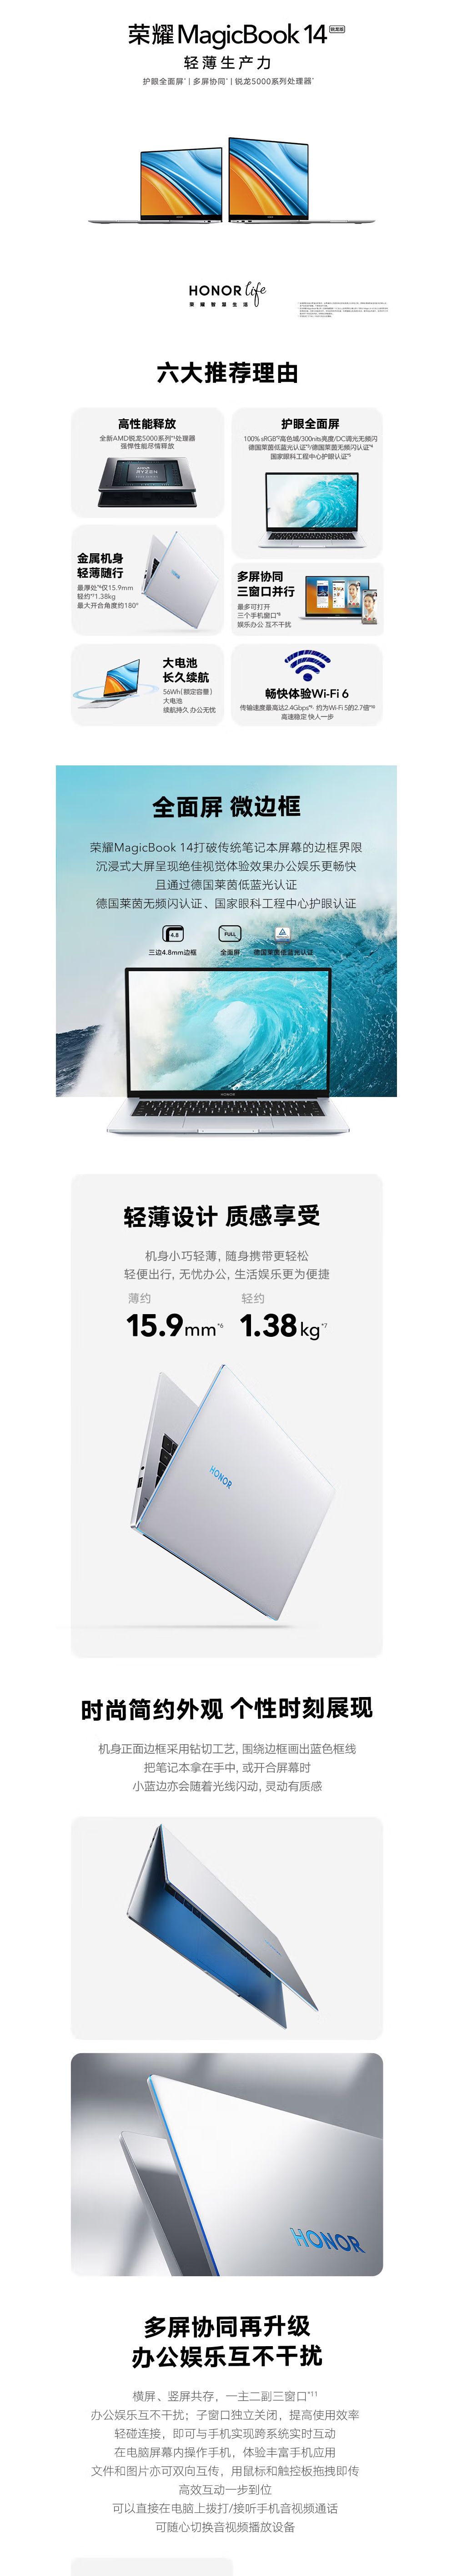 荣耀MagicBook 14 锐龙版
轻薄生产力
护眼全面屏* | 多屏协同* | 锐龙5000系列处理器*
HONOR life
荣耀智慧生活
六大推荐理由
高性能释放
全新AMD锐龙5000系列*¹处理器
强悍性能尽情释放
AMD
RYZEN
护眼全面屏
100% sRGB*²高色域/300nits亮度/DC调光无频闪
德国莱茵低蓝光认证*³/德国莱茵无频闪认证*⁴
国家眼科工程中心护眼认证*⁵
金属机身
轻薄随行
最厚处*⁶仅15.9mm
轻约*⁷1.38kg
最大开合角度约180°
多屏协同
三窗口并行
最多可打开
三个手机窗口*⁸
娱乐办公 互不干扰
大电池
长久续航
56Wh(额定容量)
大电池
续航持久 办公无忧
畅快体验Wi-Fi 6
传输速度最高达2.4Gbps*⁹, 约为Wi-Fi 5的2.7倍*¹⁰
高速稳定 快人一步
全面屏 微边框
荣耀MagicBook 14打破传统笔记本屏幕的边框界限
沉浸式大屏呈现绝佳视觉体验效果办公娱乐更畅快
且通过德国莱茵低蓝光认证
德国莱茵无频闪认证、国家眼科工程中心护眼认证
4.8
FULL
三边4.8mm边框
全面屏
德国莱茵低蓝光认证
HONOR
轻薄设计 质感享受
机身小巧轻薄, 随身携带更轻松
轻便出行, 无忧办公, 生活娱乐更为便捷
薄约
轻约
15.9mm*⁶
1.38kg*⁷
HONOR
时尚简约外观 个性时刻展现
机身正面边框采用钻切工艺, 围绕边框画出蓝色框线
把笔记本拿在手中, 或开合屏幕时
小蓝边亦会随着光线闪动, 灵动有质感
HONOR
多屏协同再升级
办公娱乐互不干扰
横屏、竖屏共存，一主二副三窗口*¹¹
办公娱乐互不干扰；子窗口独立关闭，提高使用效率
轻碰连接，即可与手机实现跨系统实时互动
在电脑屏幕内操作手机，体验丰富手机应用
文件和图片亦可双向互传，用鼠标和触控板拖拽即传
高效互动一步到位
可以直接在电脑上拨打/接听手机音视频通话
可随心切换音视频播放设备